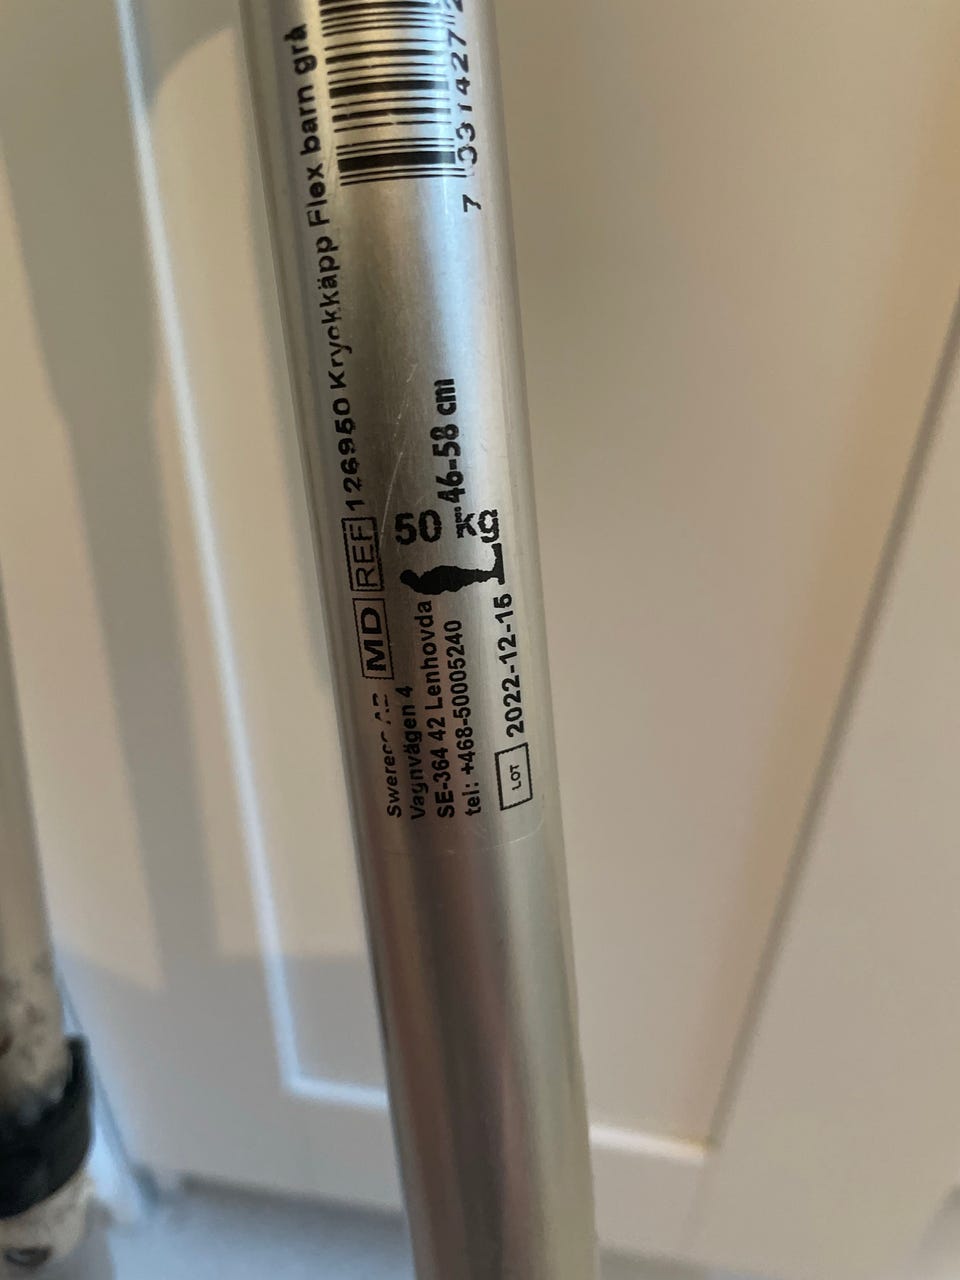 MD REF 126950 Kryckkäpp Flex barn grå
Vagnvägen 4
SE-364 42 Lenhovda
tel: +468-50005240
LOT 2022-12-15
50
KG
46-58 cm
7 331427